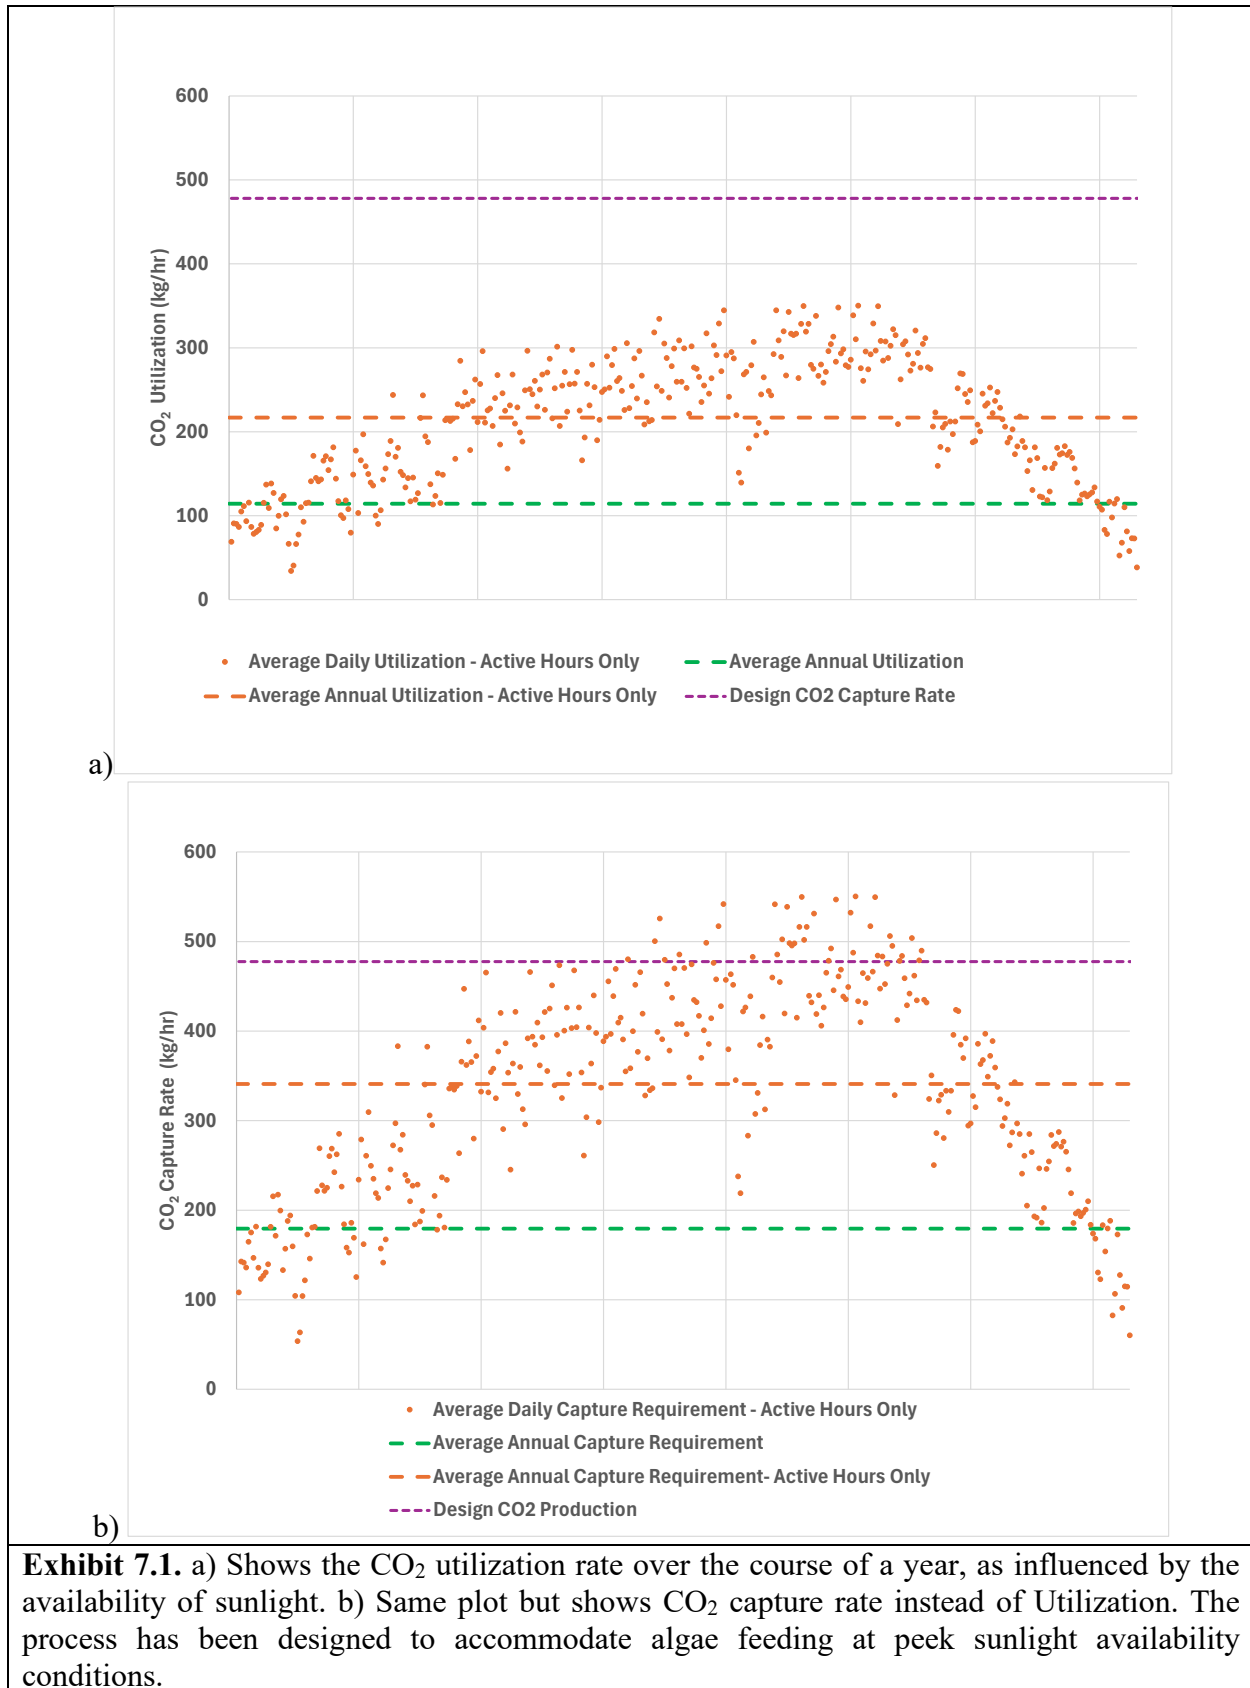 600
500
400
300
200
100
0
CO₂ Utilization (kg/hr)
Average Daily Utilization - Active Hours Only
Average Annual Utilization
Average Annual Utilization - Active Hours Only
Design CO2 Capture Rate
a)
600
500
400
300
200
100
0
CO₂ Capture Rate (kg/hr)
Average Daily Capture Requirement - Active Hours Only
Average Annual Capture Requirement
Average Annual Capture Requirement- Active Hours Only
Design CO2 Production
b)
Exhibit 7.1. a) Shows the CO₂ utilization rate over the course of a year, as influenced by the
availability of sunlight. b) Same plot but shows CO₂ capture rate instead of Utilization. The
process has been designed to accommodate algae feeding at peek sunlight availability
conditions.